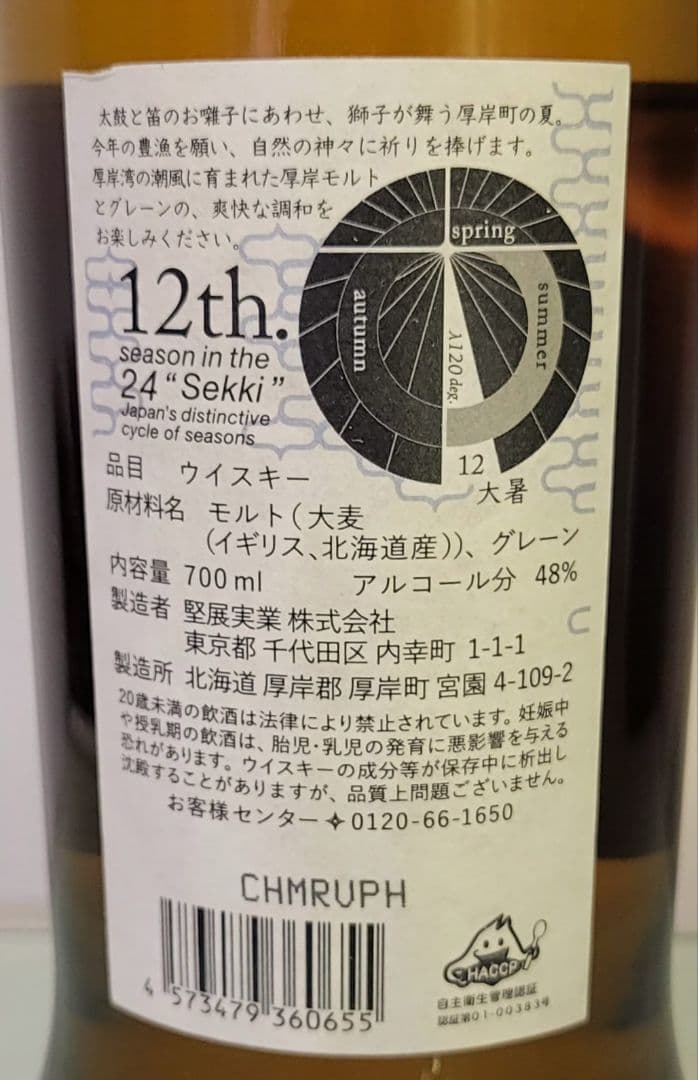 太鼓と笛のお囃子にあわせ、獅子が舞う厚岸町の夏。
今年の豊漁を願い、自然の神々に祈りを捧げます。
厚岸湾の潮風に育まれた厚岸モルト
とグレーンの、爽快な調和を
お楽しみください。
spring
summer
autumn
λ120 deg.
12
大暑
12th.
season in the
24 “Sekki”
Japan's distinctive
cycle of seasons
品目 ウイスキー
原材料名 モルト（大麦
（イギリス、北海道産））、グレーン
内容量 700 ml アルコール分 48%
製造者 堅展実業 株式会社
東京都 千代田区 内幸町 1-1-1
製造所 北海道 厚岸郡 厚岸町 宮園 4-109-2
20歳未満の飲酒は法律により禁止されています。妊娠中
や授乳期の飲酒は、胎児・乳児の発育に悪影響を与える
恐れがあります。ウイスキーの成分等が保存中に析出し
沈殿することがありますが、品質上問題ございません。
お客様センター✦0120-66-1650
CHMRUPH
4 573479 360655
HACCP
自主衛生管理認証
認証第01-00383号